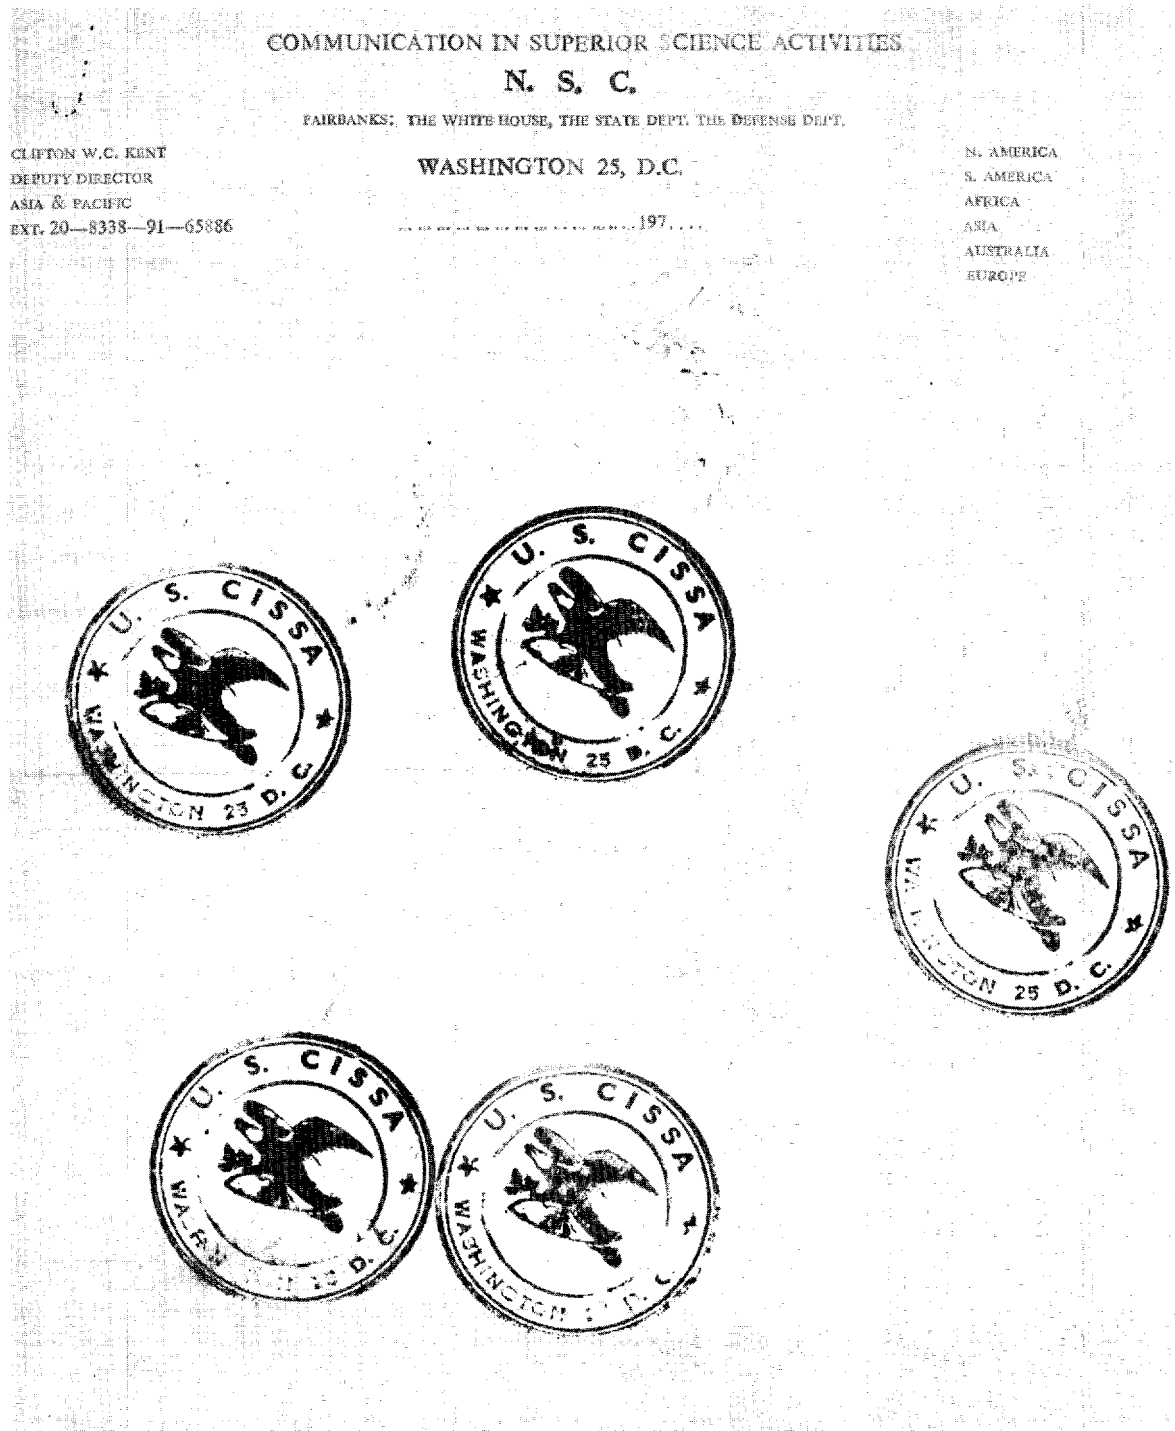 COMMUNICATION IN SUPERIOR SCIENCE ACTIVITIES
N. S. C.
FAIRBANKS: THE WHITE HOUSE, THE STATE DEPT. THE DEFENSE DEPT.
CLIFTON W.C. KENT
DEPUTY DIRECTOR
ASIA & PACIFIC
EXT. 20—8338—91—65886
WASHINGTON 25, D.C.
197....
N. AMERICA
S. AMERICA
AFRICA
ASIA
AUSTRALIA
EUROPE
U. S. CISSA
WASHINGTON 25 D. C.
U. S. CISSA
WASHINGTON 25 D. C.
U. S. CISSA
25 D. C.
U. S. CISSA
D. C.
U. S. CISSA
WASHINGTON D. C